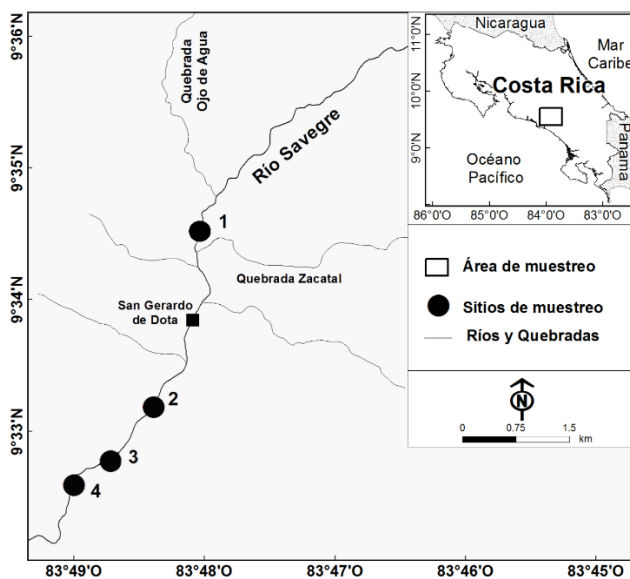 9°36'N
9°35'N
9°34'N
9°33'N
83°49'O
83°48'O
83°47'O
83°46'O
83°45'O
Quebrada
Ojo de Agua
Río Savegre
1
Quebrada Zacatal
San Gerardo
de Dota
2
3
4
Nicaragua
Mar
Caribe
Costa Rica
Panama
Océano
Pacífico
11°0'N
10°0'N
9°0'N
86°0'O
85°0'O
84°0'O
83°0'O
Área de muestreo
Sitios de muestreo
Ríos y Quebradas
N
0
0.75
1.5
km